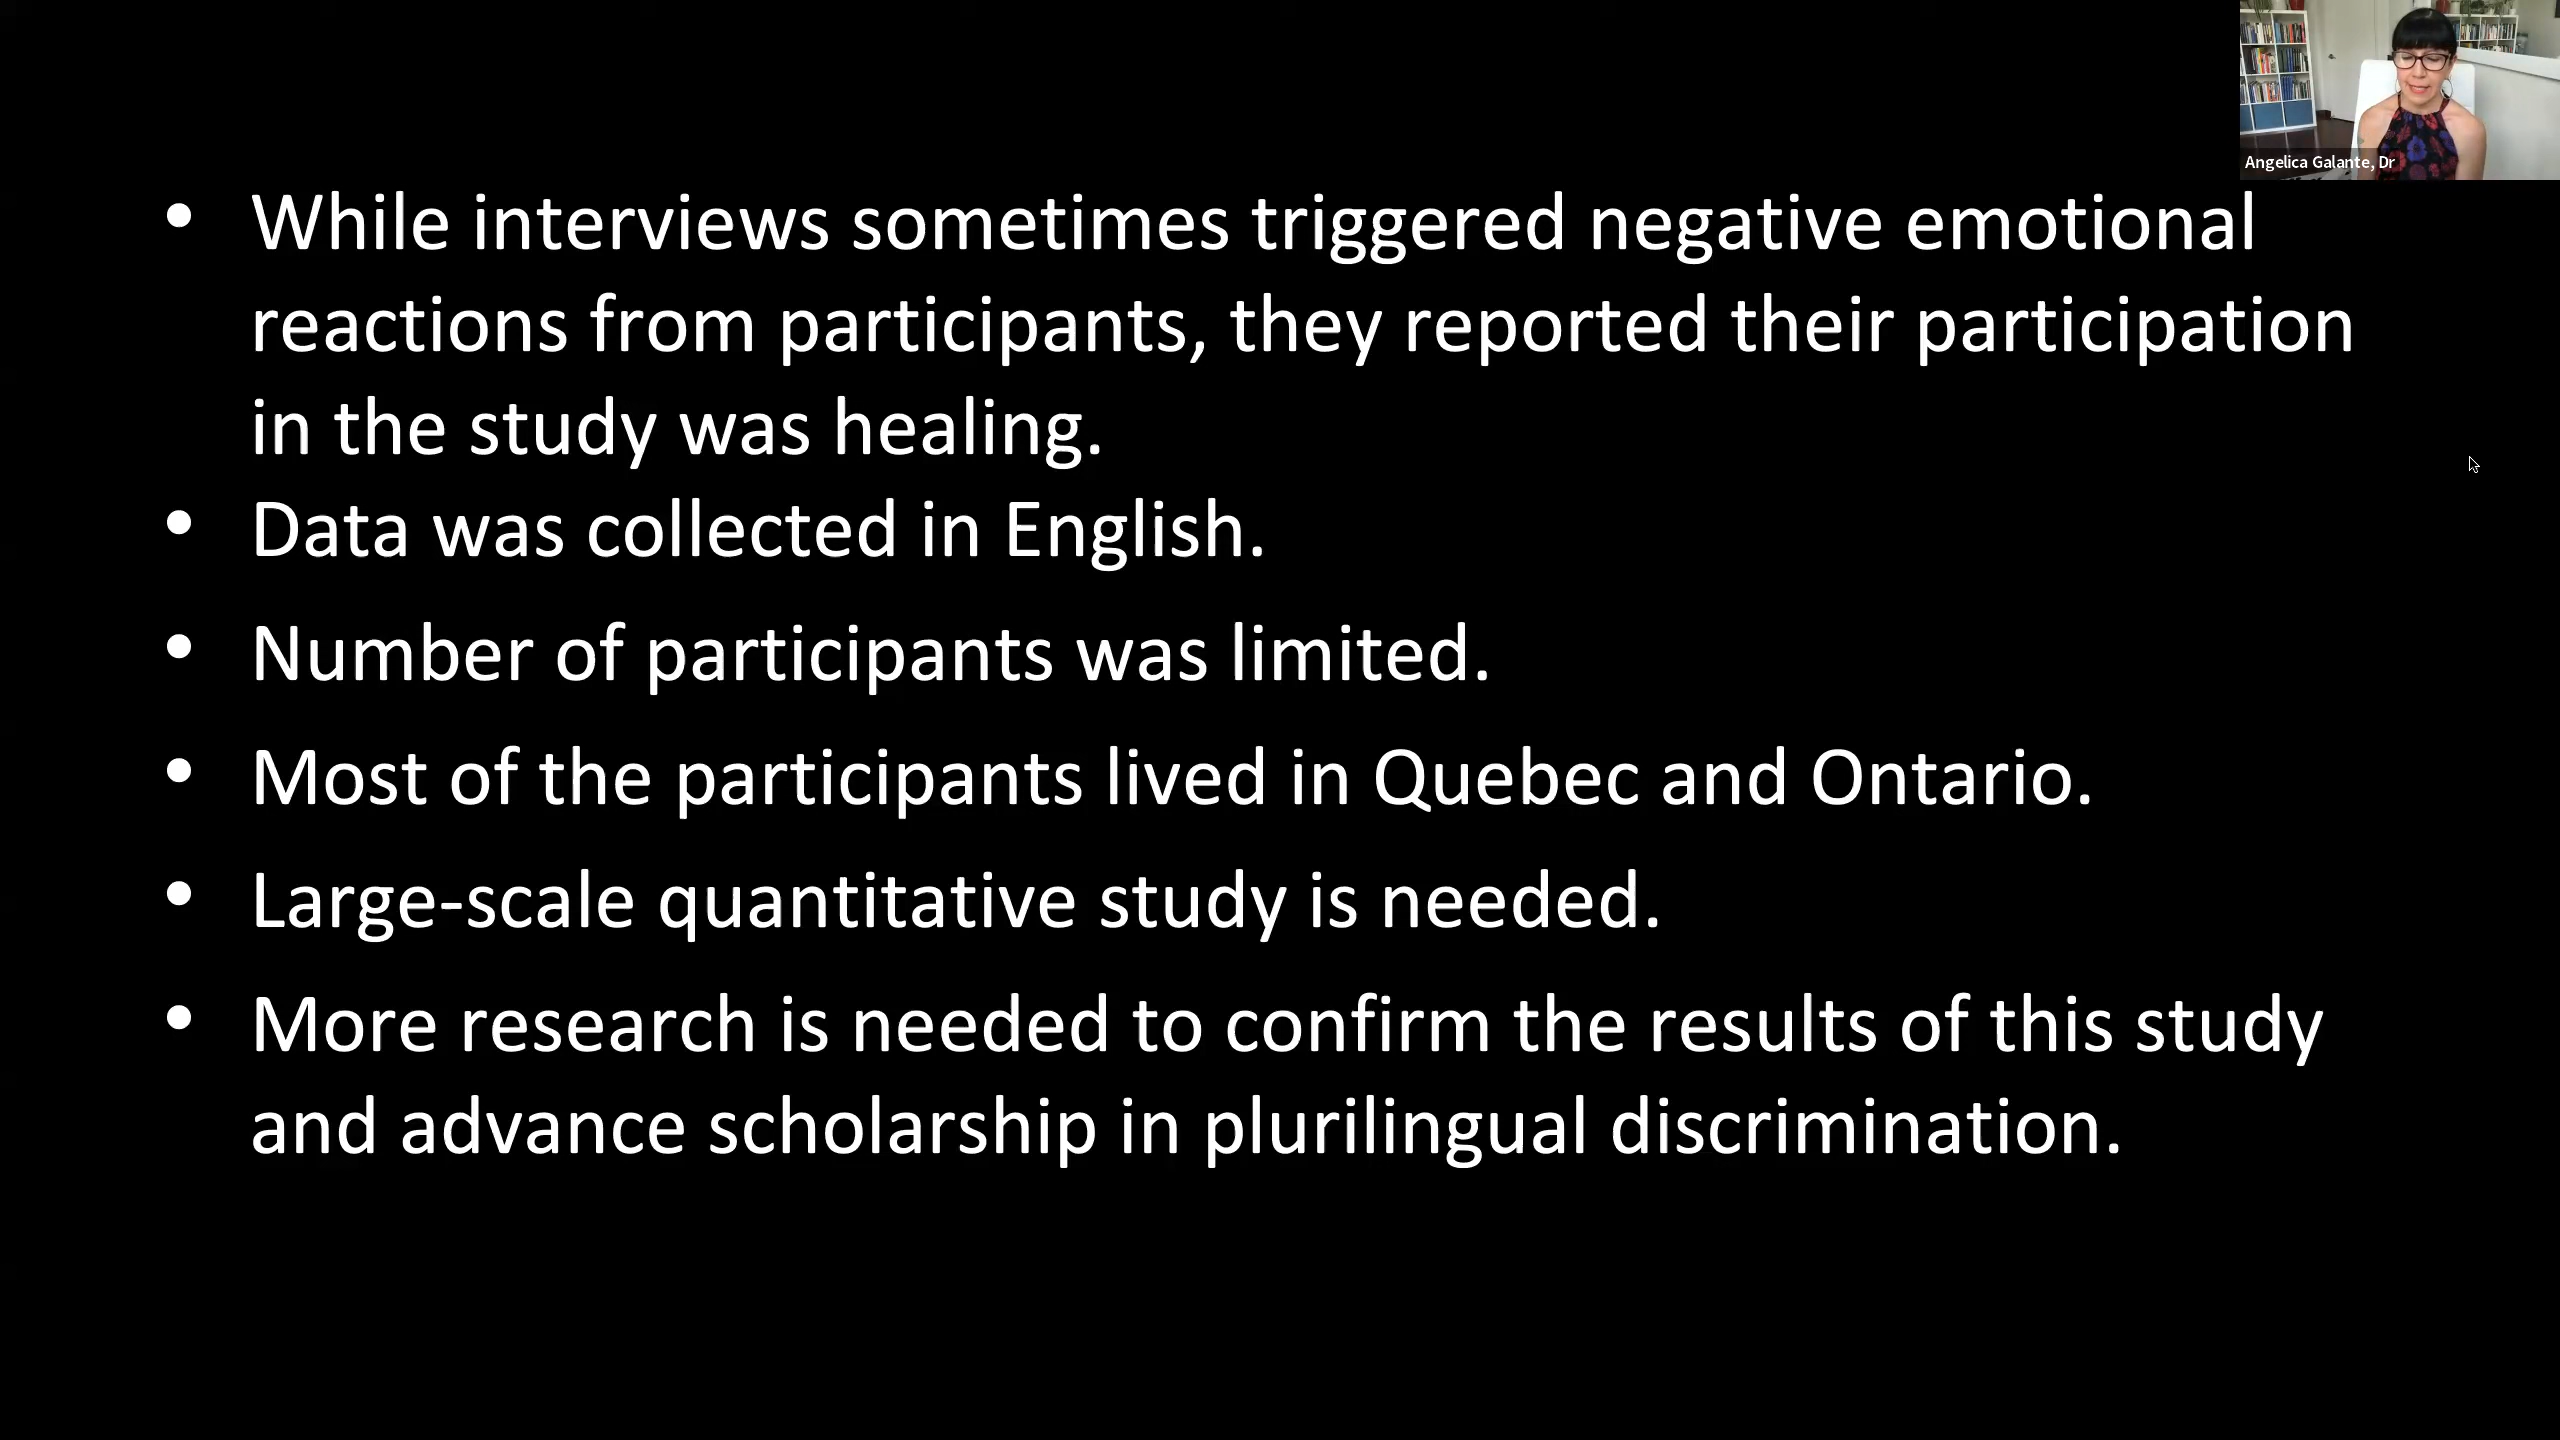 Angelica Galante, Dr
• While interviews sometimes triggered negative emotional
reactions from participants, they reported their participation
in the study was healing.
• Data was collected in English.
• Number of participants was limited.
• Most of the participants lived in Quebec and Ontario.
• Large-scale quantitative study is needed.
• More research is needed to confirm the results of this study
and advance scholarship in plurilingual discrimination.